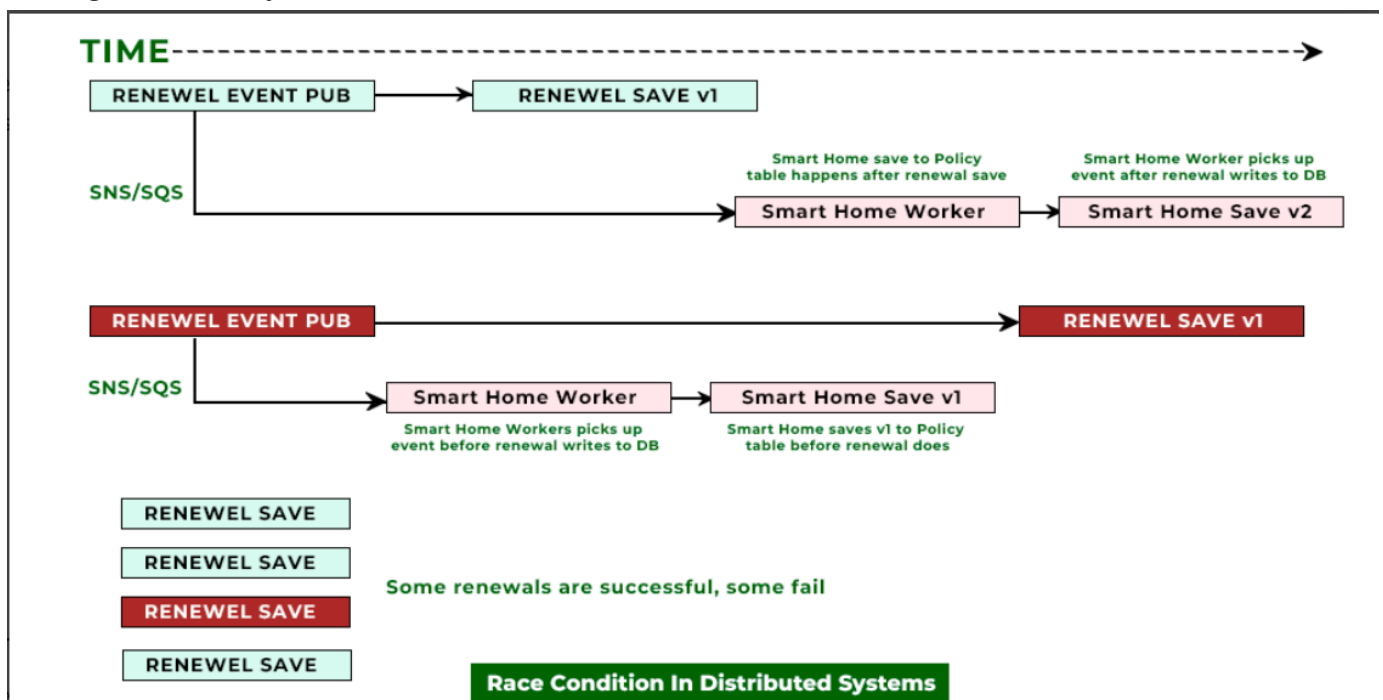 TIME
RENEWEL EVENT PUB
RENEWEL SAVE v1
Smart Home save to Policy
table happens after renewal save
Smart Home Worker picks up
event after renewal writes to DB
SNS/SQS
Smart Home Worker
Smart Home Save v2
RENEWEL EVENT PUB
RENEWEL SAVE v1
SNS/SQS
Smart Home Worker
Smart Home Save v1
Smart Home Workers picks up
event before renewal writes to DB
Smart Home saves v1 to Policy
table before renewal does
RENEWEL SAVE
RENEWEL SAVE
Some renewals are successful, some fail
RENEWEL SAVE
RENEWEL SAVE
Race Condition In Distributed Systems